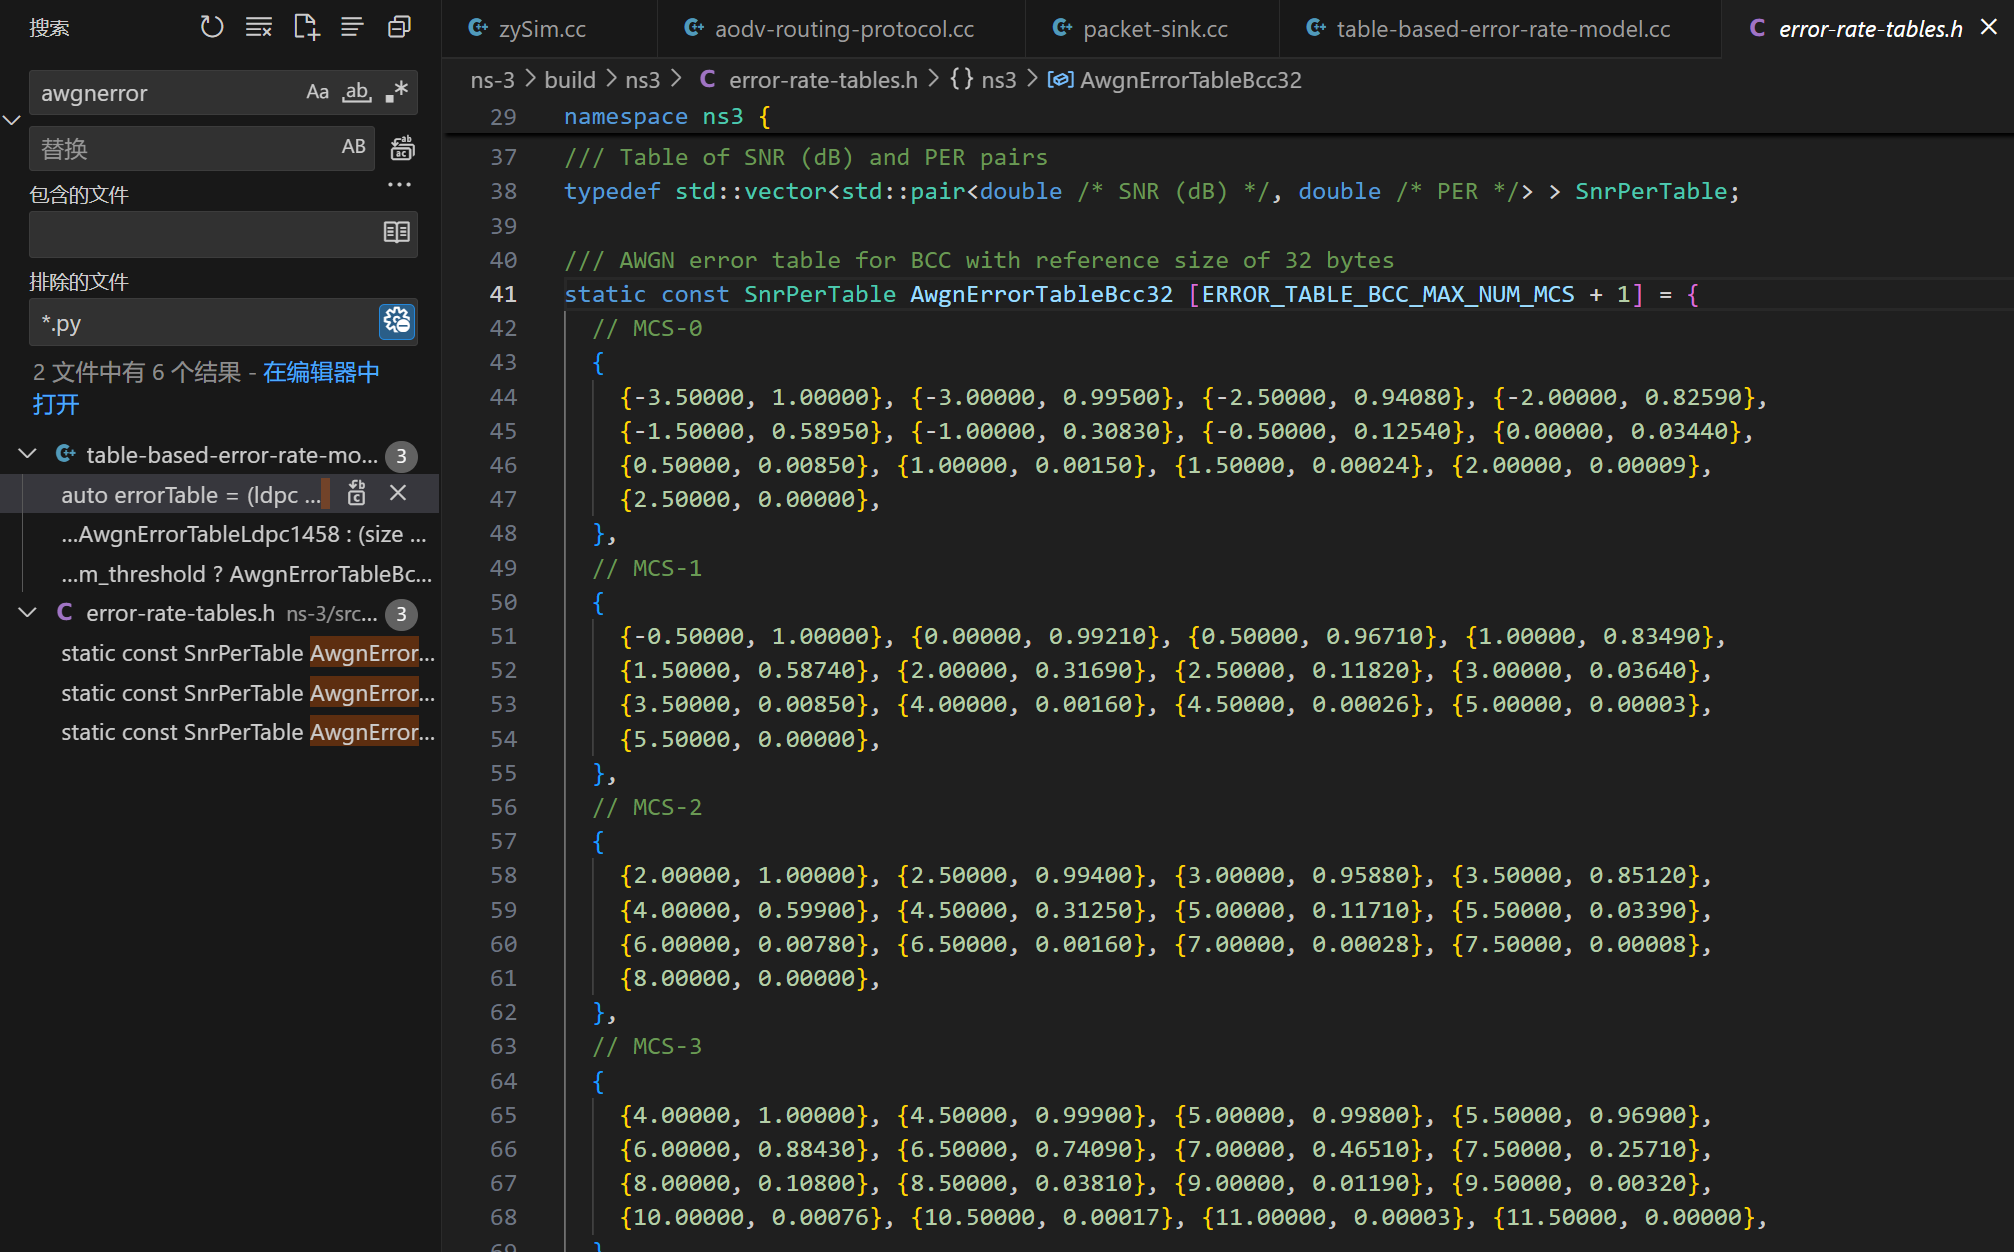 搜索
awgnerror
Aa ab .*
替换
AB
包含的文件
排除的文件
*.py
2 文件中有 6 个结果 - 在编辑器中
打开
table-based-error-rate-mo... 3
auto errorTable = (ldpc ...
...AwgnErrorTableLdpc1458 : (size ...
...m_threshold ? AwgnErrorTableBc...
C error-rate-tables.h ns-3/src... 3
static const SnrPerTable AwgnError...
static const SnrPerTable AwgnError...
static const SnrPerTable AwgnError...
zySim.cc aodv-routing-protocol.cc packet-sink.cc table-based-error-rate-model.cc C error-rate-tables.h
ns-3 > build > ns3 > C error-rate-tables.h > {} ns3 > AwgnErrorTableBcc32
29 namespace ns3 {
37 /// Table of SNR (dB) and PER pairs
38 typedef std::vector<std::pair<double /* SNR (dB) */, double /* PER */> > SnrPerTable;
39
40 /// AWGN error table for BCC with reference size of 32 bytes
41 static const SnrPerTable AwgnErrorTableBcc32 [ERROR_TABLE_BCC_MAX_NUM_MCS + 1] = {
42 // MCS-0
43 {
44 {-3.50000, 1.00000}, {-3.00000, 0.99500}, {-2.50000, 0.94080}, {-2.00000, 0.82590},
45 {-1.50000, 0.58950}, {-1.00000, 0.30830}, {-0.50000, 0.12540}, {0.00000, 0.03440},
46 {0.50000, 0.00850}, {1.00000, 0.00150}, {1.50000, 0.00024}, {2.00000, 0.00009},
47 {2.50000, 0.00000},
48 },
49 // MCS-1
50 {
51 {-0.50000, 1.00000}, {0.00000, 0.99210}, {0.50000, 0.96710}, {1.00000, 0.83490},
52 {1.50000, 0.58740}, {2.00000, 0.31690}, {2.50000, 0.11820}, {3.00000, 0.03640},
53 {3.50000, 0.00850}, {4.00000, 0.00160}, {4.50000, 0.00026}, {5.00000, 0.00003},
54 {5.50000, 0.00000},
55 },
56 // MCS-2
57 {
58 {2.00000, 1.00000}, {2.50000, 0.99400}, {3.00000, 0.95880}, {3.50000, 0.85120},
59 {4.00000, 0.59900}, {4.50000, 0.31250}, {5.00000, 0.11710}, {5.50000, 0.03390},
60 {6.00000, 0.00780}, {6.50000, 0.00160}, {7.00000, 0.00028}, {7.50000, 0.00008},
61 {8.00000, 0.00000},
62 },
63 // MCS-3
64 {
65 {4.00000, 1.00000}, {4.50000, 0.99900}, {5.00000, 0.99800}, {5.50000, 0.96900},
66 {6.00000, 0.88430}, {6.50000, 0.74090}, {7.00000, 0.46510}, {7.50000, 0.25710},
67 {8.00000, 0.10800}, {8.50000, 0.03810}, {9.00000, 0.01190}, {9.50000, 0.00320},
68 {10.00000, 0.00076}, {10.50000, 0.00017}, {11.00000, 0.00003}, {11.50000, 0.00000},